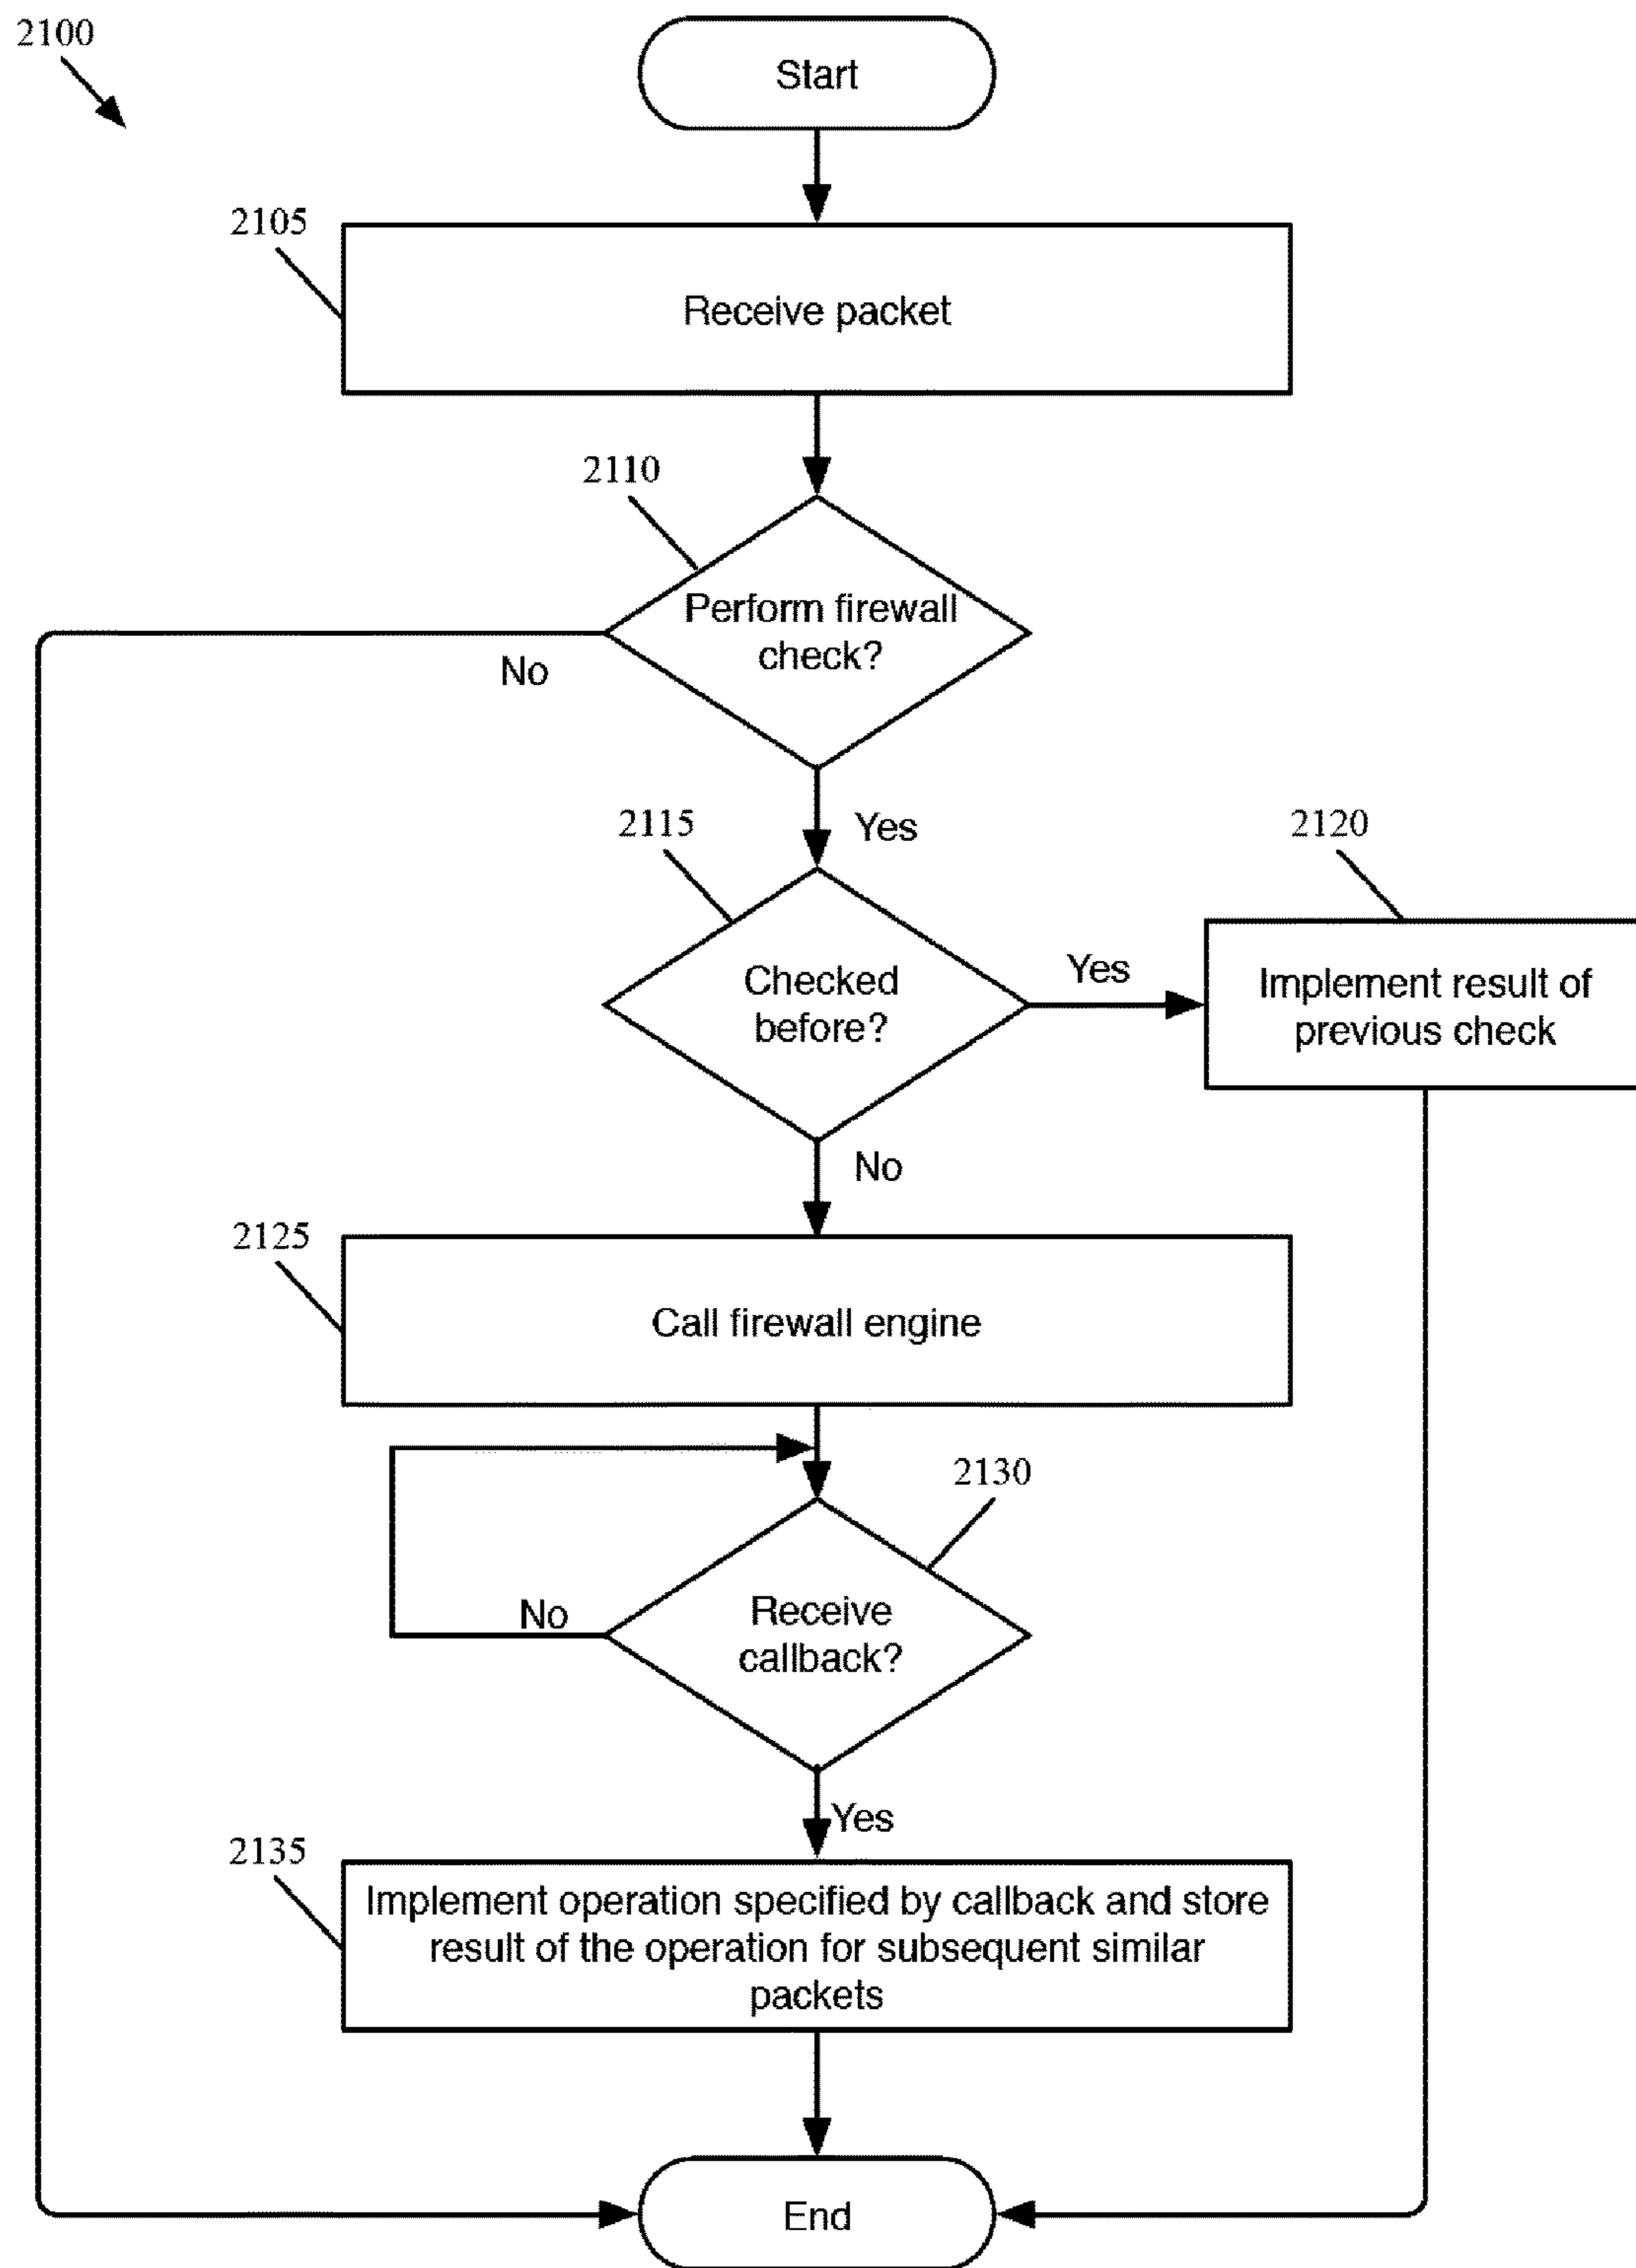 2100
Start
2105
Receive packet
2110
Perform firewall
check?
No
Yes
2115
2120
Checked
before?
Yes
Implement result of
previous check
No
2125
Call firewall engine
2130
Receive
callback?
No
Yes
2135
Implement operation specified by callback and store
result of the operation for subsequent similar
packets
End